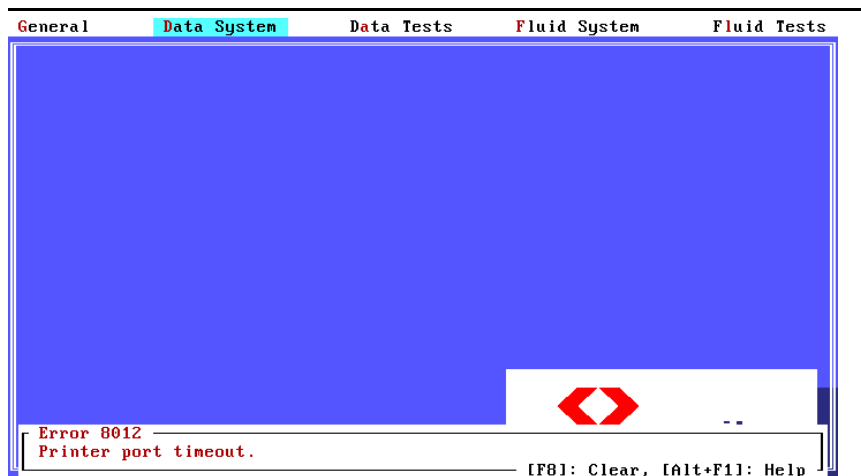 General Data System Data Tests Fluid System Fluid Tests
Error 8012
Printer port timeout.
[F8]: Clear, [Alt+F1]: Help